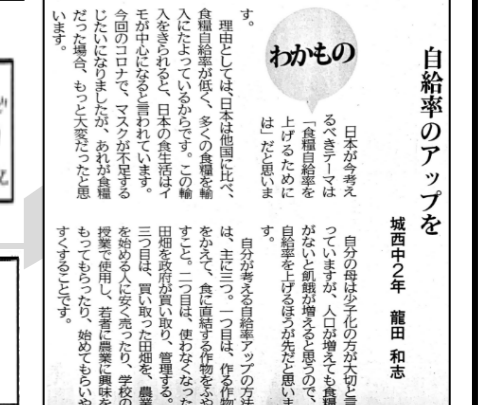 自給率のアップを
城西中2年　龍田　和志
わかもの
日本が今考え
るべきテーマは
「食糧自給率を
上げるために
は」だと思いま
す。
理由としては、日本は他国に比べ、
食糧自給率が低く、多くの食糧を輸
入にたよっているからです。この輸
入をきられると、日本の食生活はイ
モが中心になると言われています。
今回のコロナで、マスクが不足する
じたいになりましたが、あれが食糧
だった場合、もっと大変だったと思
います。
自分の母は少子化の方が大切と言
っていますが、人口が増えても食糧
がないと飢餓が増えると思うので、
自給率を上げるほうが先だと思いま
す。
自分が考える自給率アップの方法
は、主に三つ。一つ目は、作る作物
をかえて、食に直結する作物をふや
すこと。二つ目は、使わなくなった
田畑を政府が買い取り、管理する。
三つ目は、買い取った田畑を、農業
を始める人に安く売ったり、学校の
授業で使用し、若者に農業に興味を
もってもらったり、始めてもらいや
すくすることです。